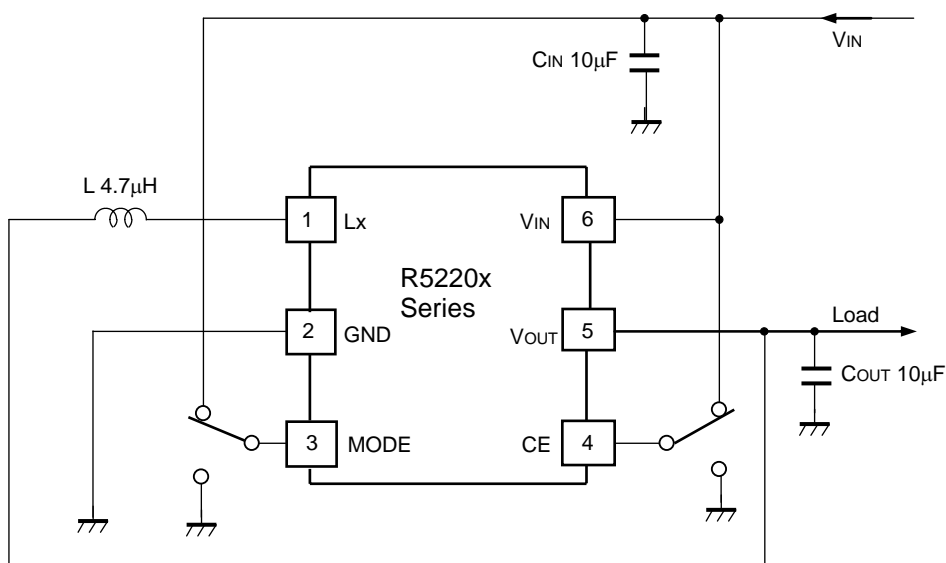 VIN
CIN 10μF
L 4.7μH
1
Lx
VIN
6
R5220x
Series
2
GND
VOUT
5
Load
COUT 10μF
3
MODE
CE
4